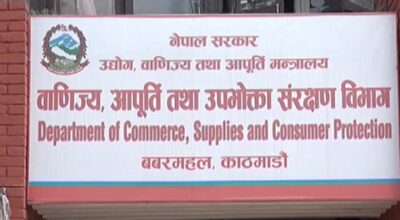 नेपाल सरकार
उद्योग, वाणिज्य तथा आपूर्ति मन्त्रालय
वाणिज्य, आपूर्ति तथा उपभोक्ता संरक्षण विभाग
Department of Commerce, Supplies and Consumer Protection
बबरमहल, काठमाडौं